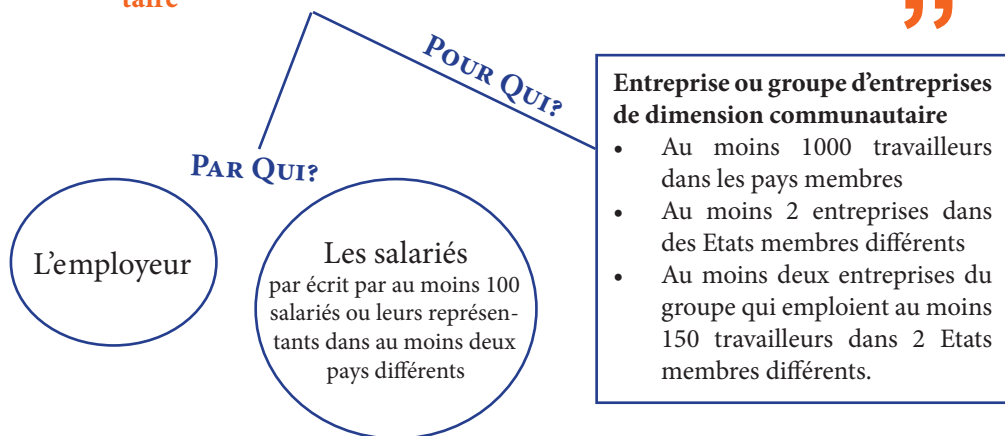 taire
”
Pour Qui?
Par Qui?
L'employeur
Les salariés
par écrit par au moins 100
salariés ou leurs représen-
tants dans au moins deux
pays différents
Entreprise ou groupe d'entreprises
de dimension communautaire
• Au moins 1000 travailleurs
dans les pays membres
• Au moins 2 entreprises dans
des Etats membres différents
• Au moins deux entreprises du
groupe qui emploient au moins
150 travailleurs dans 2 Etats
membres différents.